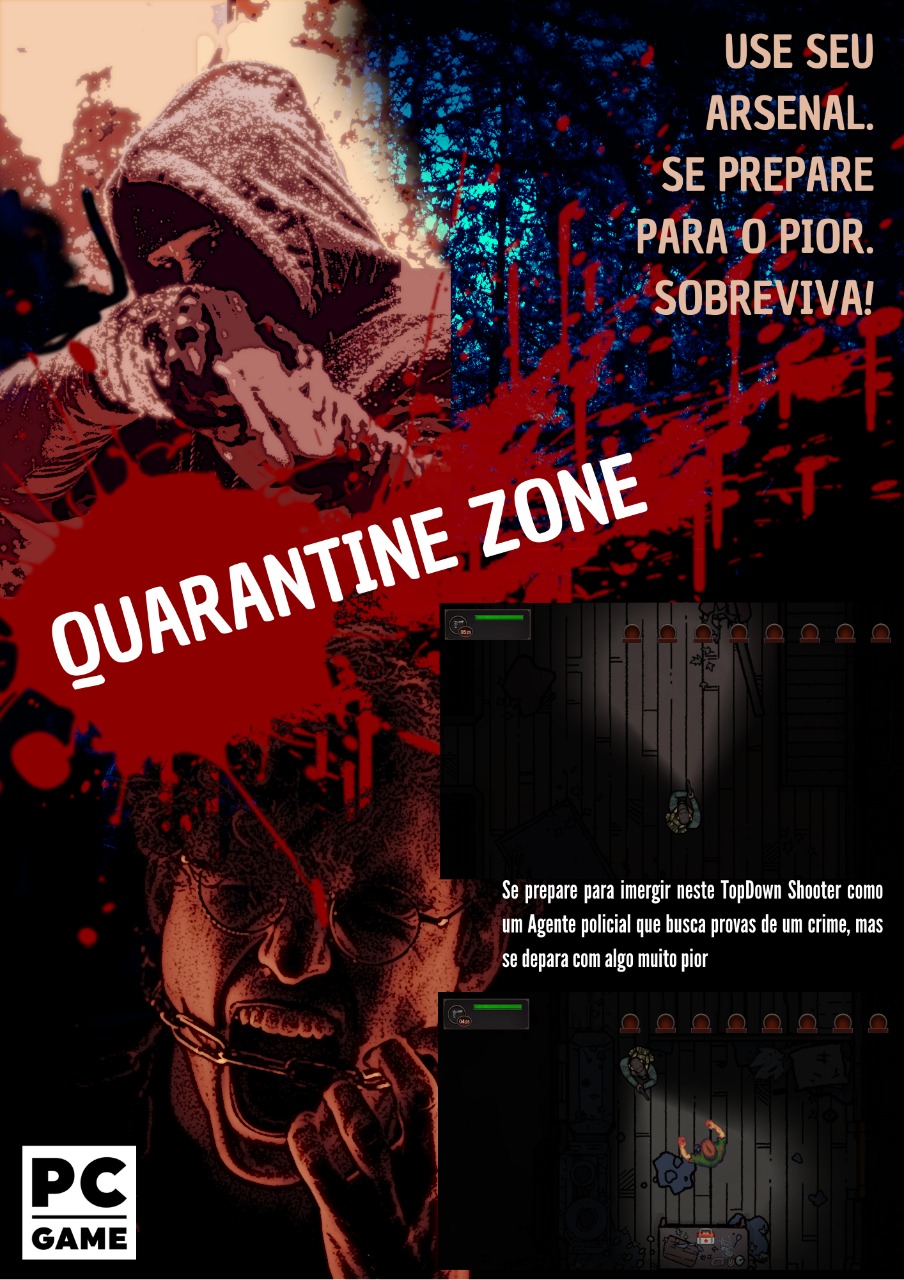 USE SEU
ARSENAL.
SE PREPARE
PARA O PIOR.
SOBREVIVA!
QUARANTINE ZONE
Se prepare para imergir neste TopDown Shooter como
um Agente policial que busca provas de um crime, mas
se depara com algo muito pior
PC
GAME